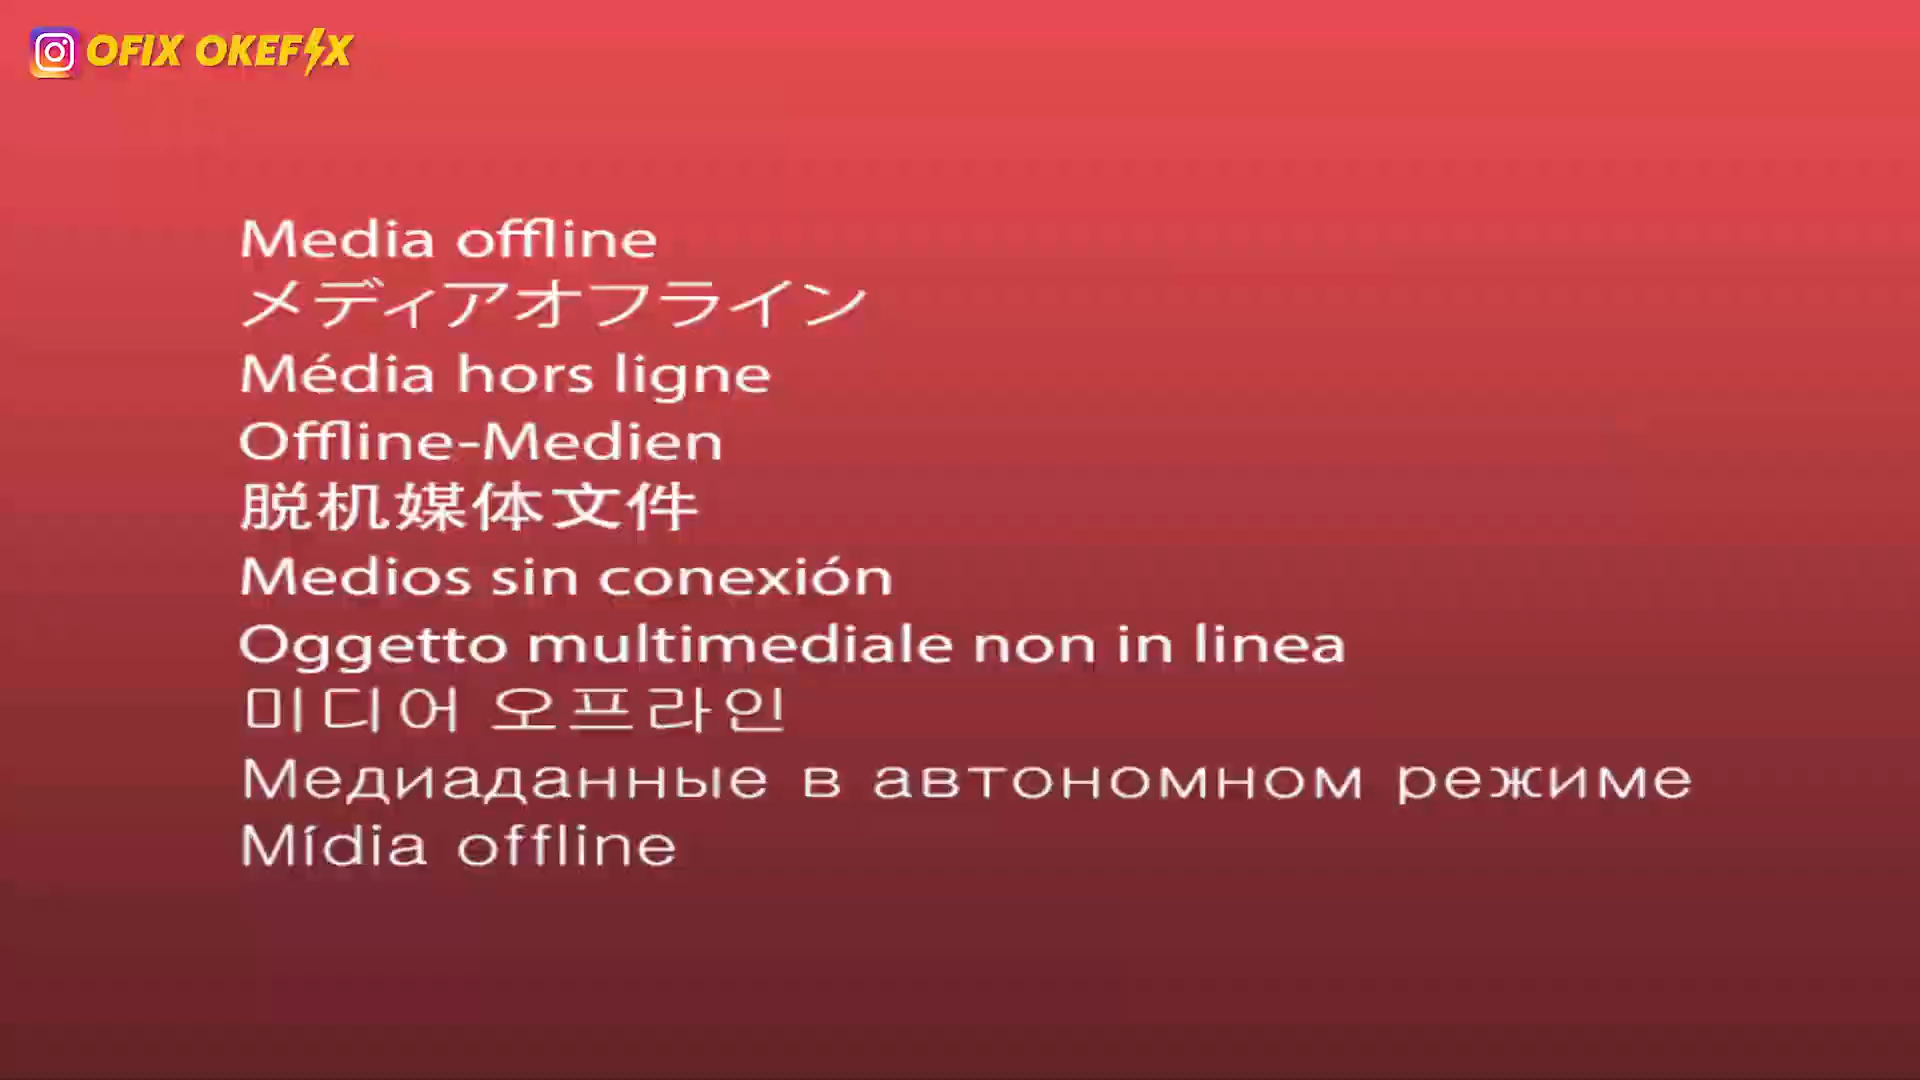 OFIX OKEFIX
Media offline
メディアオフライン
Média hors ligne
Offline-Medien
脱机媒体文件
Medios sin conexión
Oggetto multimediale non in linea
미디어 오프라인
Медиаданные в автономном режиме
Mídia offline